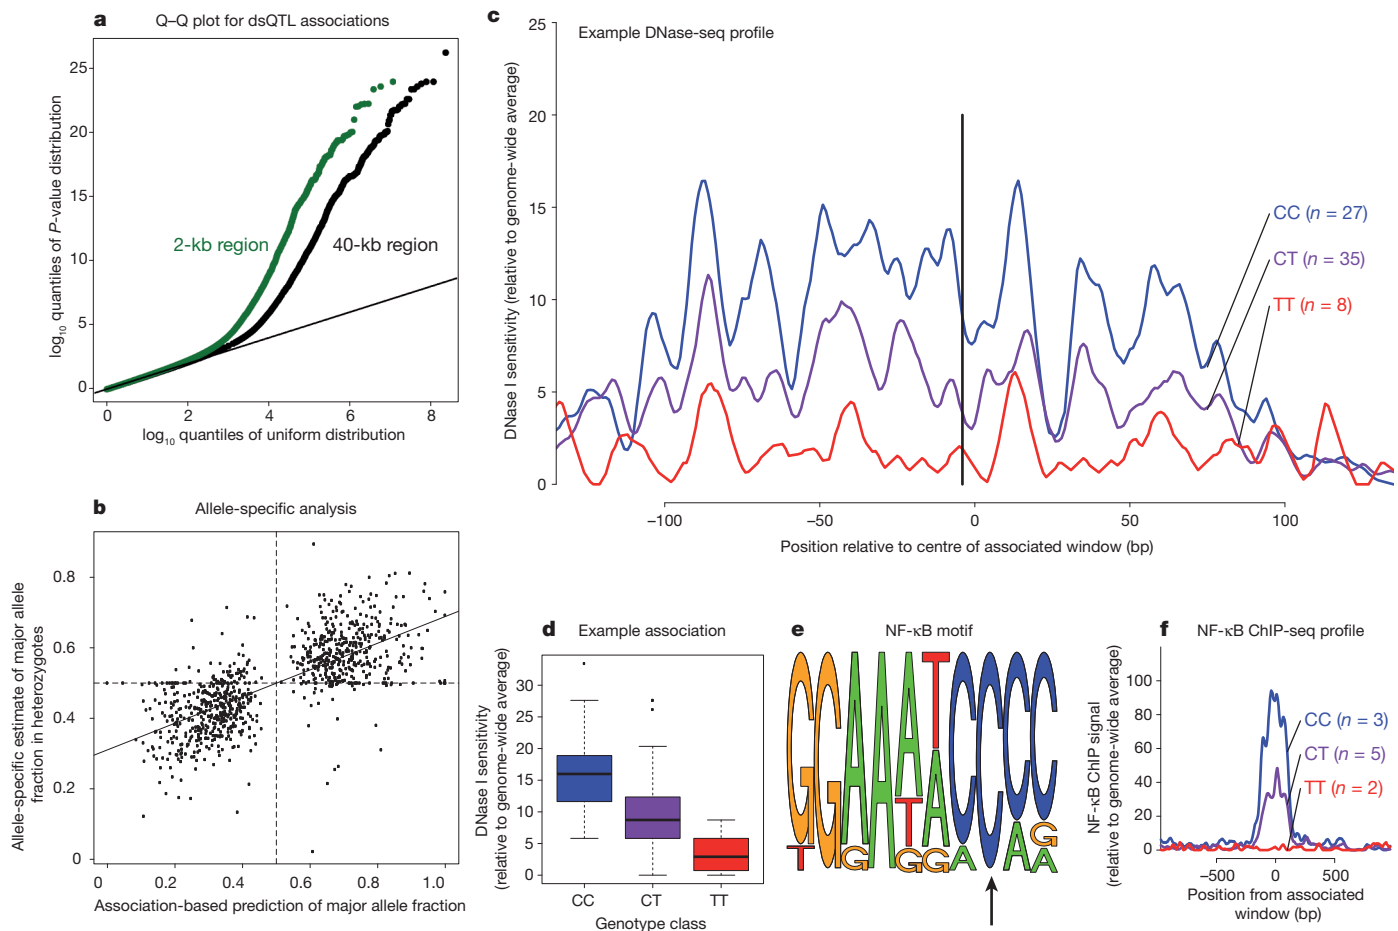 a
Q–Q plot for dsQTL associations
log10 quantiles of P-value distribution
25
20
15
10
5
0
2-kb region
40-kb region
0 2 4 6 8
log10 quantiles of uniform distribution
b
Allele-specific analysis
Allele-specific estimate of major allele
fraction in heterozygotes
0.8
0.6
0.4
0.2
0
0 0.2 0.4 0.6 0.8 1.0
Association-based prediction of major allele fraction
c
Example DNase-seq profile
DNase I sensitivity (relative to genome-wide average)
25
20
15
10
5
0
CC (n = 27)
CT (n = 35)
TT (n = 8)
−100 −50 0 50 100
Position relative to centre of associated window (bp)
d
Example association
DNase I sensitivity
(relative to genome-wide average)
30
25
20
15
10
5
0
CC CT TT
Genotype class
e
NF-κB motif
G G A A A T C C C C
G T A G
T G G G A A A
f
NF-κB ChIP-seq profile
NF-κB ChIP signal
(relative to genome-wide average)
100
80
60
40
20
0
CC (n = 3)
CT (n = 5)
TT (n = 2)
−500 0 500
Position from associated
window (bp)